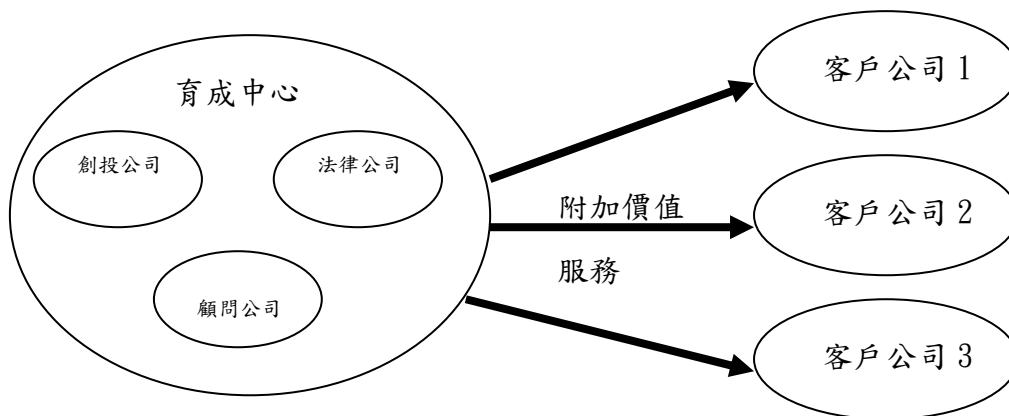 育成中心
創投公司
法律公司
顧問公司
附加價值
服務
客戶公司 1
客戶公司 2
客戶公司 3